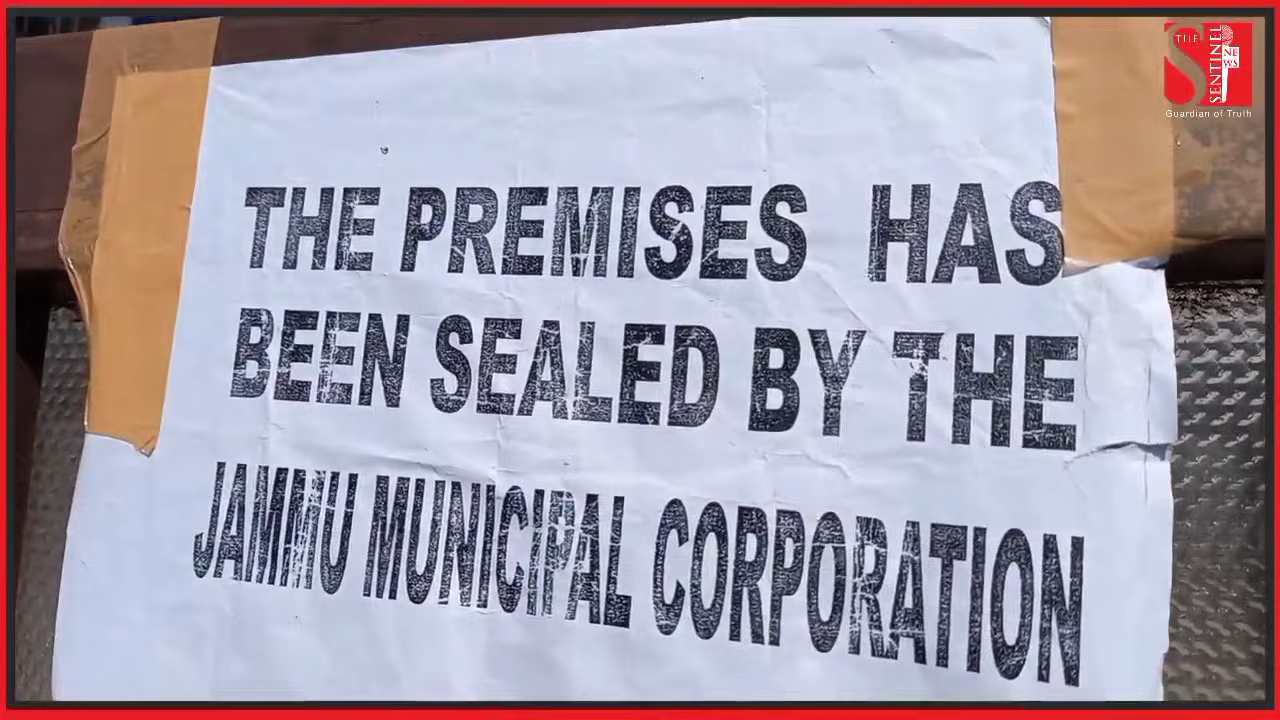 THE PREMISES HAS
BEEN SEALED BY THE
JAMMU MUNICIPAL CORPORATION
THE
SENTINEL
NEWS
Guardian of Truth